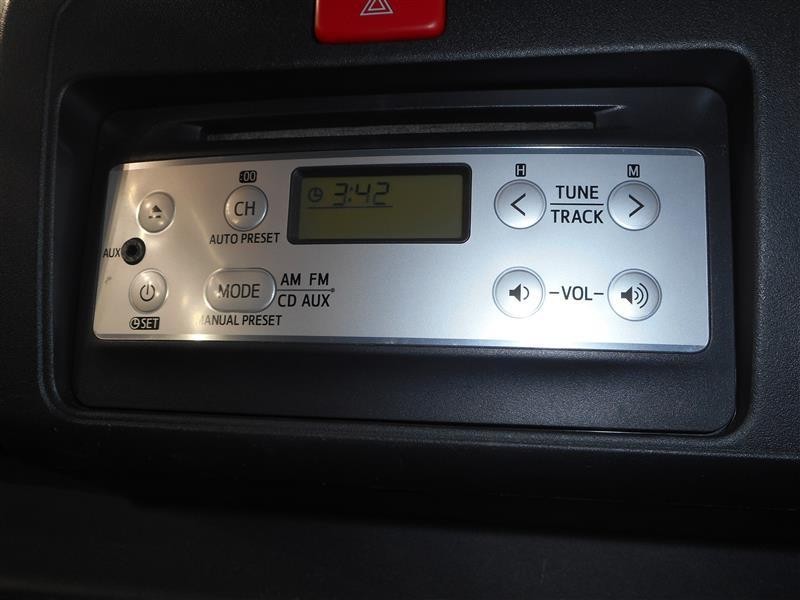 :00
3:42
H
M
CH
TUNE
TRACK
AUTO PRESET
AUX
MODE
AM FM
CD AUX
-VOL-
SET
MANUAL PRESET